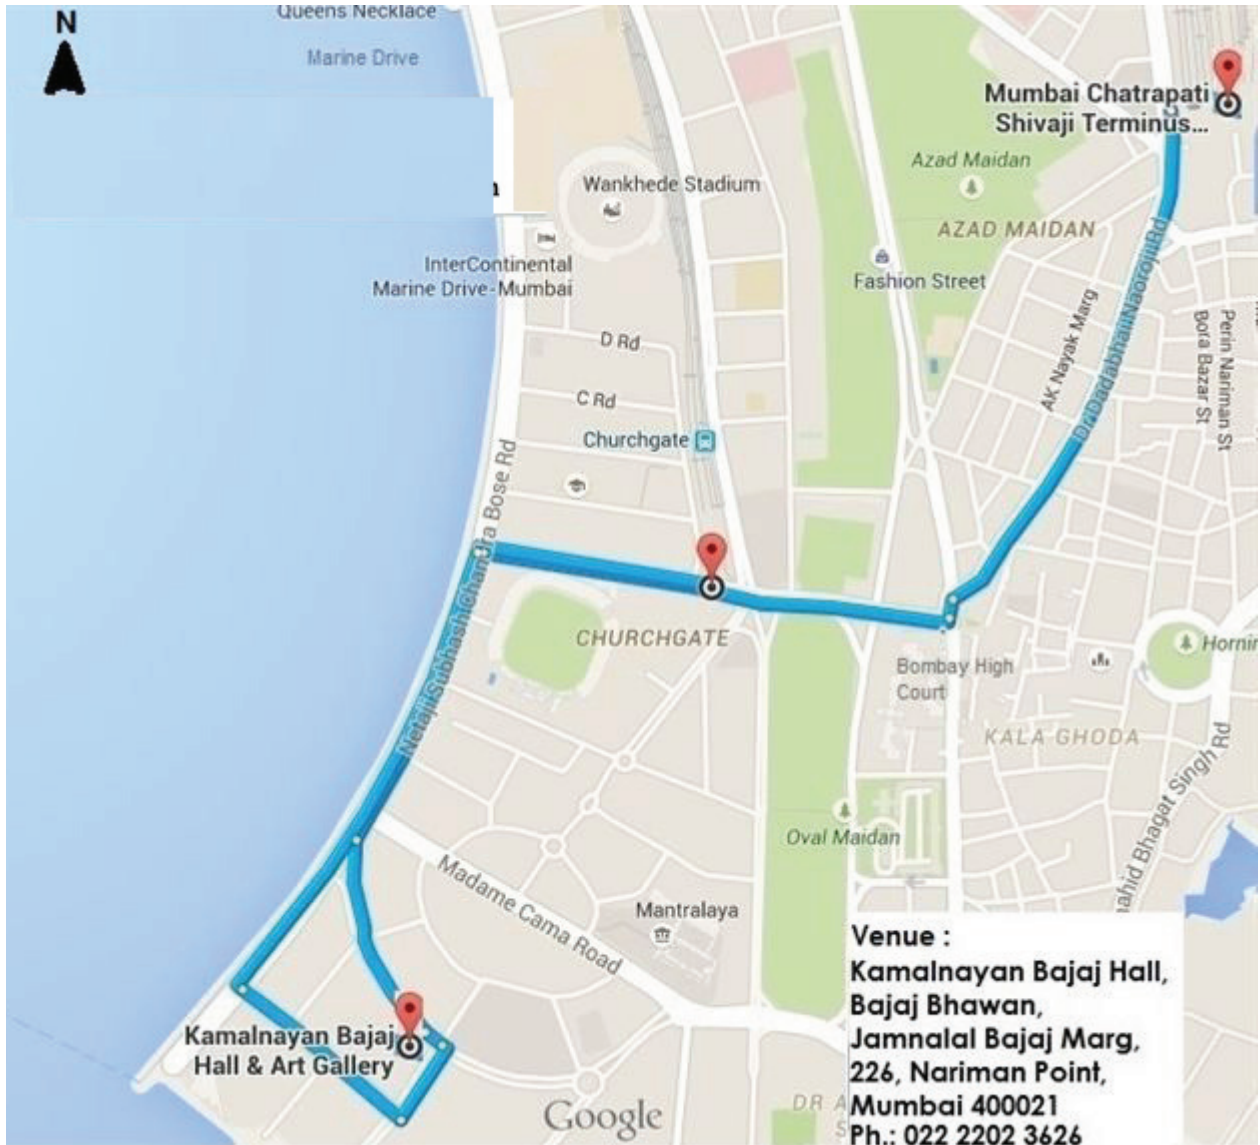 N
Queens Necklace
Marine Drive
Mumbai Chatrapati
Shivaji Terminus...
Azad Maidan
Wankhede Stadium
AZAD MAIDAN
InterContinental
Marine Drive-Mumbai
Fashion Street
Dr Dadabhai Naoroji Rd
AK Nayak Marg
Perin Nariman St
Bora Bazar St
D Rd
C Rd
Churchgate
Netaji Subhash Chandra Bose Rd
CHURCHGATE
Bombay High
Court
KALA GHODA
Oval Maidan
Madame Cama Road
Mantralaya
Kamalnayan Bajaj
Hall & Art Gallery
Google
Venue :
Kamalnayan Bajaj Hall,
Bajaj Bhawan,
Jamnalal Bajaj Marg,
226, Nariman Point,
Mumbai 400021
Ph.: 022 2202 3626
DR A
Bhagat Singh Rd